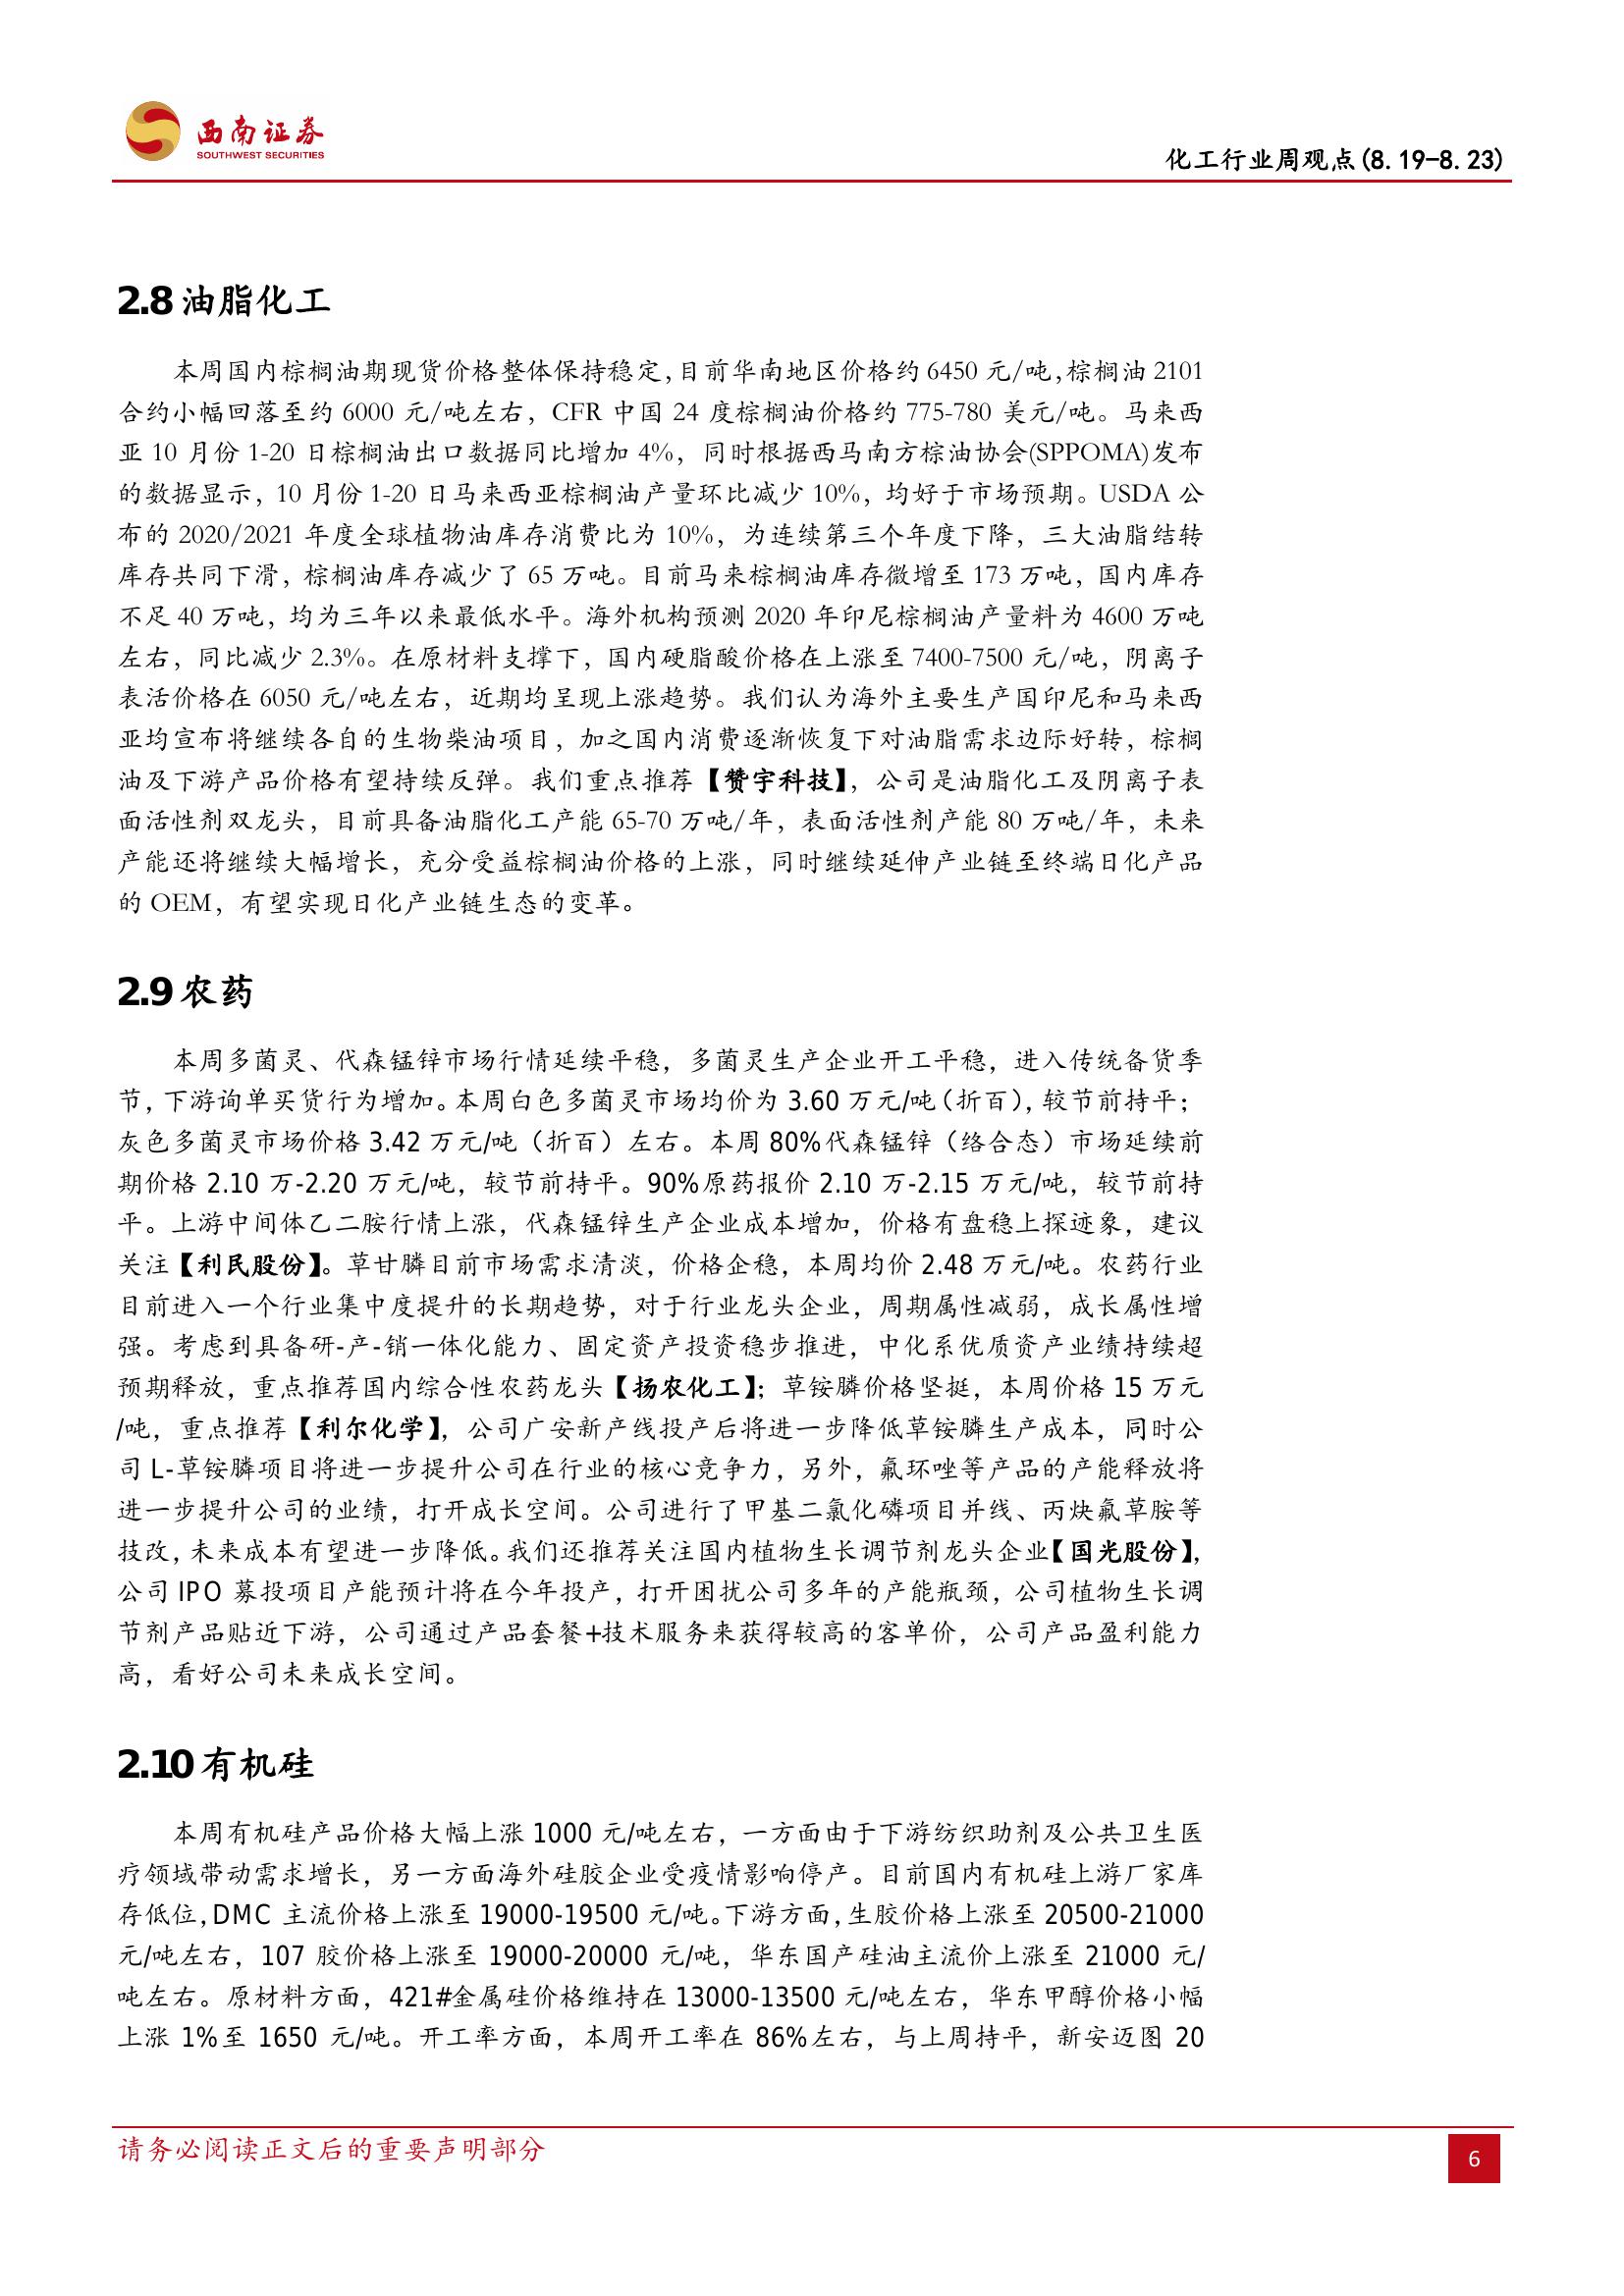 西南证券
SOUTHWEST SECURITIES
化工行业周观点(8.19-8.23)
2.8 油脂化工
本周国内棕榈油期现货价格整体保持稳定，目前华南地区价格约 6450 元/吨，棕榈油 2101
合约小幅回落至约 6000 元/吨左右，CFR 中国 24 度棕榈油价格约 775-780 美元/吨。马来西
亚 10 月份 1-20 日棕榈油出口数据同比增加 4%，同时根据西马南方棕油协会(SPPOMA)发布
的数据显示，10 月份 1-20 日马来西亚棕榈油产量环比减少 10%，均好于市场预期。USDA 公
布的 2020/2021 年度全球植物油库存消费比为 10%，为连续第三个年度下降，三大油脂结转
库存共同下滑，棕榈油库存减少了 65 万吨。目前马来棕榈油库存微增至 173 万吨，国内库存
不足 40 万吨，均为三年以来最低水平。海外机构预测 2020 年印尼棕榈油产量料为 4600 万吨
左右，同比减少 2.3%。在原材料支撑下，国内硬脂酸价格在上涨至 7400-7500 元/吨，阴离子
表活价格在 6050 元/吨左右，近期均呈现上涨趋势。我们认为海外主要生产国印尼和马来西
亚均宣布将继续各自的生物柴油项目，加之国内消费逐渐恢复下对油脂需求边际好转，棕榈
油及下游产品价格有望持续反弹。我们重点推荐【赞宇科技】，公司是油脂化工及阴离子表
面活性剂双龙头，目前具备油脂化工产能 65-70 万吨/年，表面活性剂产能 80 万吨/年，未来
产能还将继续大幅增长，充分受益棕榈油价格的上涨，同时继续延伸产业链至终端日化产品
的 OEM，有望实现日化产业链生态的变革。
2.9 农药
本周多菌灵、代森锰锌市场行情延续平稳，多菌灵生产企业开工平稳，进入传统备货季
节，下游询单买货行为增加。本周白色多菌灵市场均价为 3.60 万元/吨（折百），较节前持平；
灰色多菌灵市场价格 3.42 万元/吨（折百）左右。本周 80%代森锰锌（络合态）市场延续前
期价格 2.10 万-2.20 万元/吨，较节前持平。90%原药报价 2.10 万-2.15 万元/吨，较节前持
平。上游中间体乙二胺行情上涨，代森锰锌生产企业成本增加，价格有盘稳上探迹象，建议
关注【利民股份】。草甘膦目前市场需求清淡，价格企稳，本周均价 2.48 万元/吨。农药行业
目前进入一个行业集中度提升的长期趋势，对于行业龙头企业，周期属性减弱，成长属性增
强。考虑到具备研-产-销一体化能力、固定资产投资稳步推进，中化系优质资产业绩持续超
预期释放，重点推荐国内综合性农药龙头【扬农化工】；草铵膦价格坚挺，本周价格 15 万元
/吨，重点推荐【利尔化学】，公司广安新产线投产后将进一步降低草铵膦生产成本，同时公
司 L-草铵膦项目将进一步提升公司在行业的核心竞争力，另外，氟环唑等产品的产能释放将
进一步提升公司的业绩，打开成长空间。公司进行了甲基二氯化磷项目并线、丙炔氟草胺等
技改，未来成本有望进一步降低。我们还推荐关注国内植物生长调节剂龙头企业【国光股份】，
公司 IPO 募投项目产能预计将在今年投产，打开困扰公司多年的产能瓶颈，公司植物生长调
节剂产品贴近下游，公司通过产品套餐+技术服务来获得较高的客单价，公司产品盈利能力
高，看好公司未来成长空间。
2.10 有机硅
本周有机硅产品价格大幅上涨 1000 元/吨左右，一方面由于下游纺织助剂及公共卫生医
疗领域带动需求增长，另一方面海外硅胶企业受疫情影响停产。目前国内有机硅上游厂家库
存低位，DMC 主流价格上涨至 19000-19500 元/吨。下游方面，生胶价格上涨至 20500-21000
元/吨左右，107 胶价格上涨至 19000-20000 元/吨，华东国产硅油主流价上涨至 21000 元/
吨左右。原材料方面，421#金属硅价格维持在 13000-13500 元/吨左右，华东甲醇价格小幅
上涨 1%至 1650 元/吨。开工率方面，本周开工率在 86%左右，与上周持平，新安迈图 20
请务必阅读正文后的重要声明部分
6